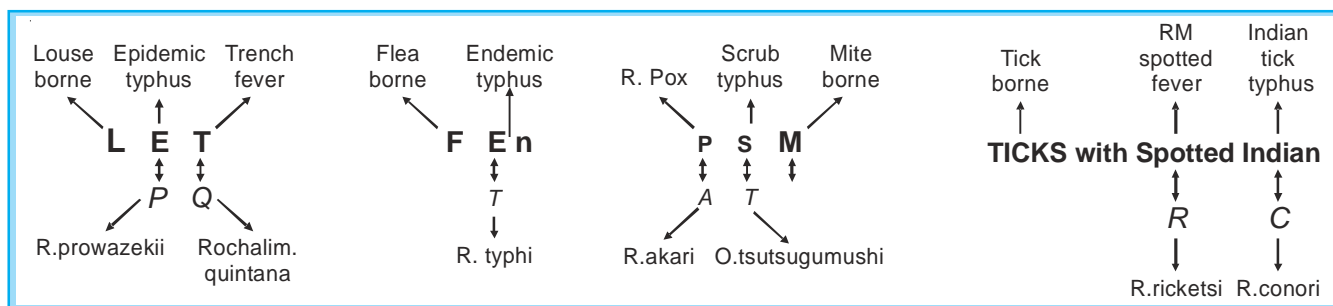 Louse borne
Epidemic typhus
Trench fever
L E T
P Q
R.prowazekii
Rochalim. quintana
Flea borne
Endemic typhus
F En
T
R. typhi
R. Pox
Scrub typhus
Mite borne
P S M
A T
R.akari
O.tsutsugumushi
Tick borne
RM spotted fever
Indian tick typhus
TICKS with Spotted Indian
R C
R.ricketsi
R.conori